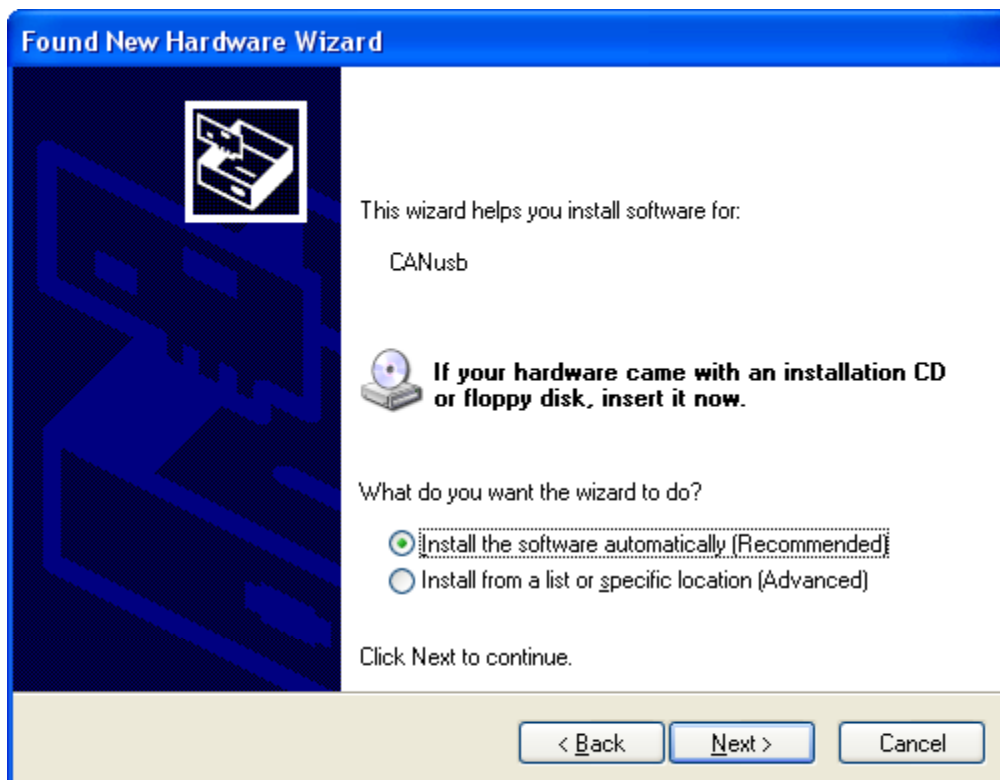 Found New Hardware Wizard
This wizard helps you install software for:
CANusb
If your hardware came with an installation CD
or floppy disk, insert it now.
What do you want the wizard to do?
Install the software automatically (Recommended)
Install from a list or specific location (Advanced)
Click Next to continue.
< Back Next > Cancel